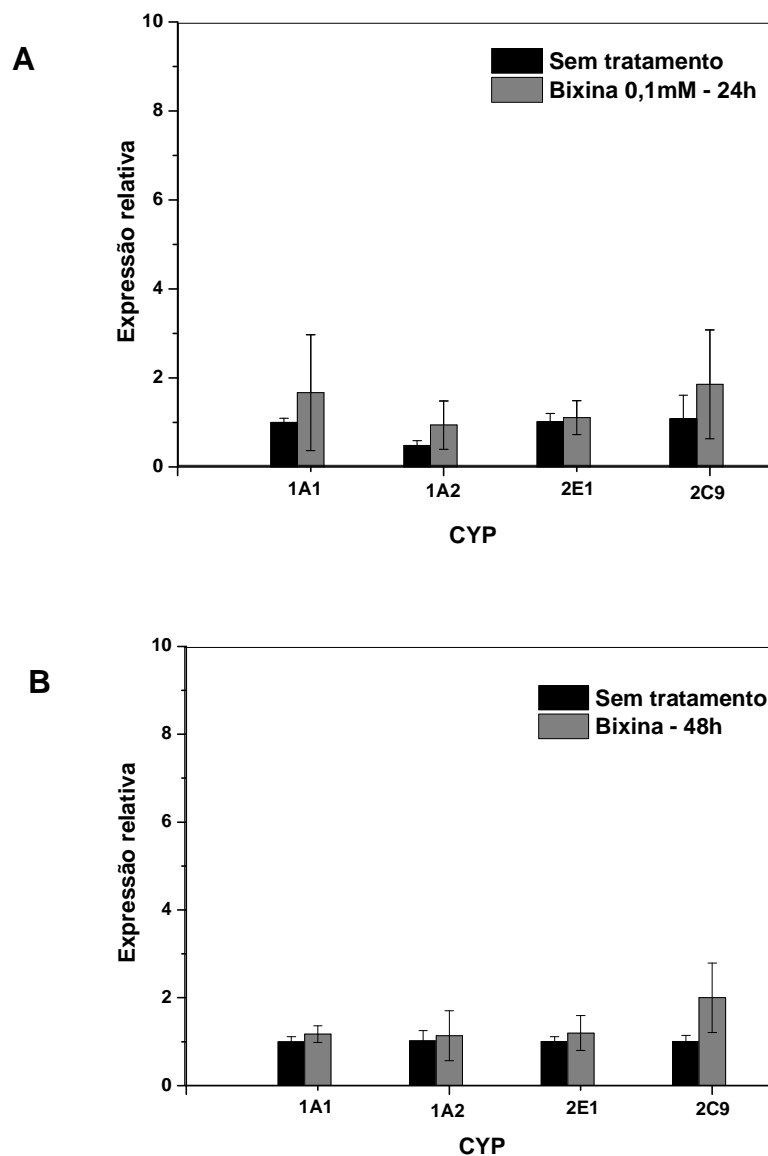 A
Sem tratamento
Bixina 0,1mM - 24h
Expressão relativa
10
8
6
4
2
0
1A1 1A2 2E1 2C9
CYP
B
Sem tratamento
Bixina - 48h
Expressão relativa
10
8
6
4
2
0
1A1 1A2 2E1 2C9
CYP